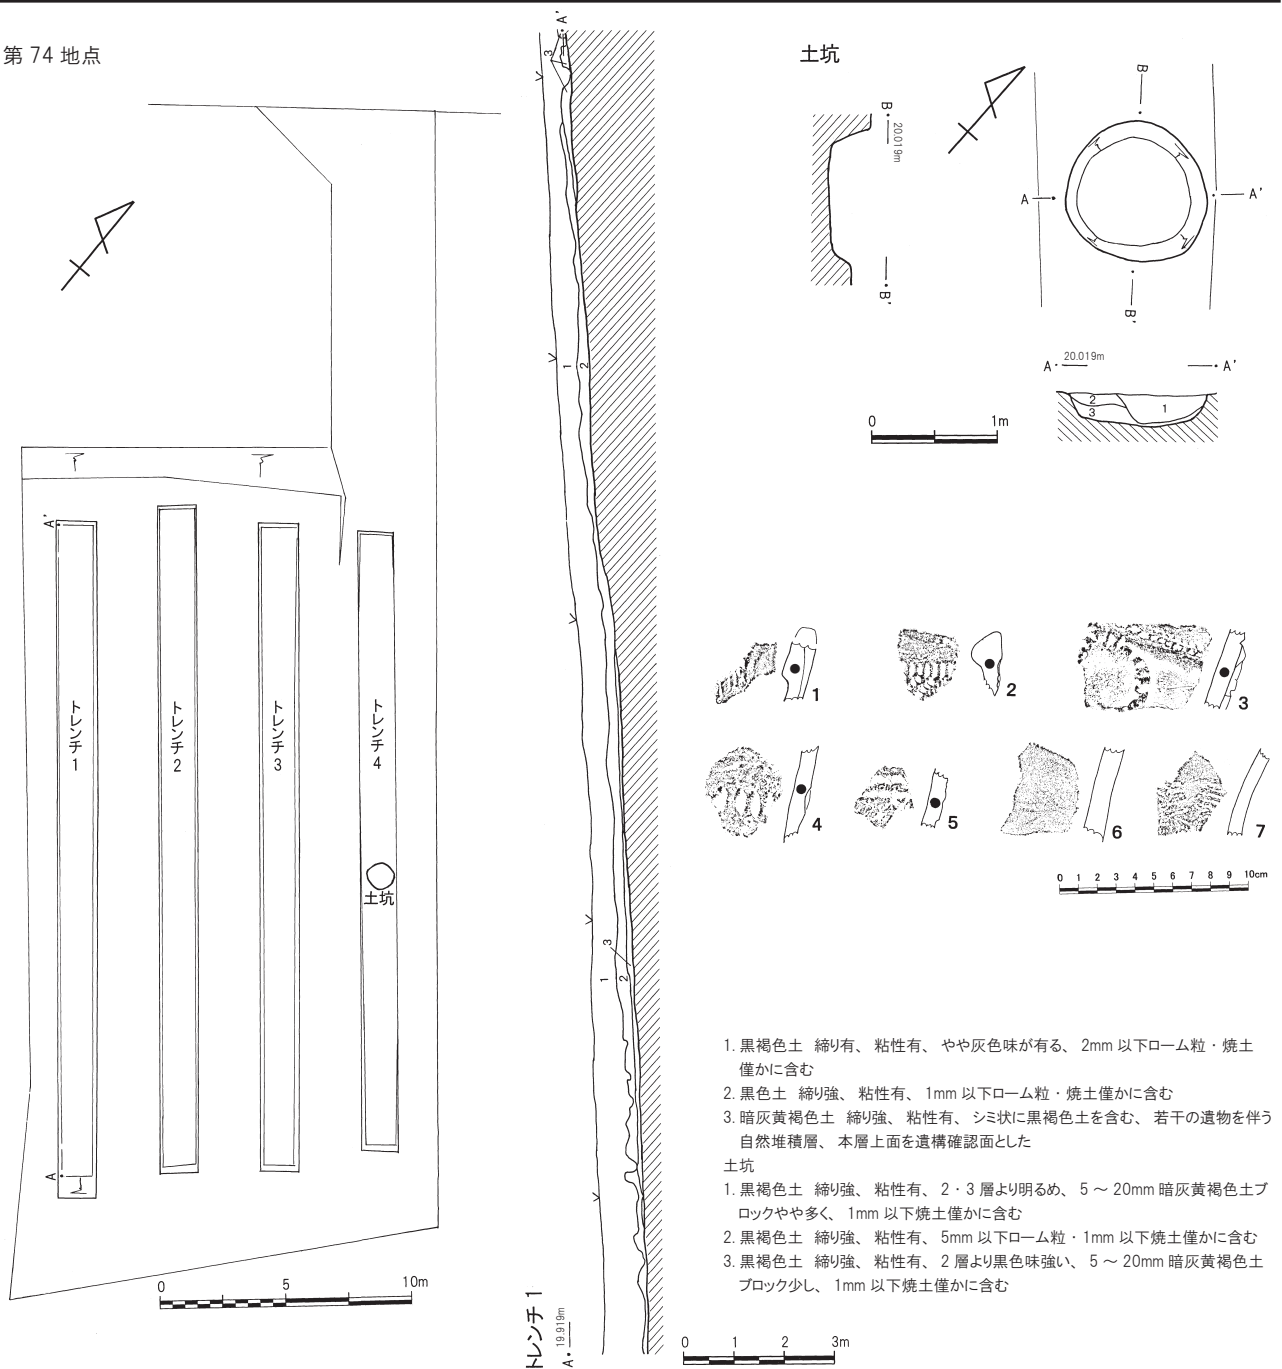 第 74 地点
A'
A
トレンチ 1
トレンチ 2
トレンチ 3
トレンチ 4
土坑
0 5 10m
A'
3
1 2
3
1 2
トレンチ 1
A 19.919m
0 1 2 3m
土坑
B 20.019m
B'
B
A A'
B'
A 20.019m A'
2
3
1
0 1m
1
2
3
4
5
6
7
0 1 2 3 4 5 6 7 8 9 10cm
1. 黒褐色土 締り有、 粘性有、 やや灰色味が有る、 2mm 以下ローム粒・焼土
僅かに含む
2. 黒色土 締り強、 粘性有、 1mm 以下ローム粒・焼土僅かに含む
3. 暗灰黄褐色土 締り強、 粘性有、 シミ状に黒褐色土を含む、 若干の遺物を伴う
自然堆積層、 本層上面を遺構確認面とした
土坑
1. 黒褐色土 締り強、 粘性有、 2・3 層より明るめ、 5 ～ 20mm 暗灰黄褐色土ブ
ロックやや多く、 1mm 以下焼土僅かに含む
2. 黒褐色土 締り強、 粘性有、 5mm 以下ローム粒・1mm 以下焼土僅かに含む
3. 黒褐色土 締り強、 粘性有、 2 層より黒色味強い、 5 ～ 20mm 暗灰黄褐色土
ブロック少し、 1mm 以下焼土僅かに含む